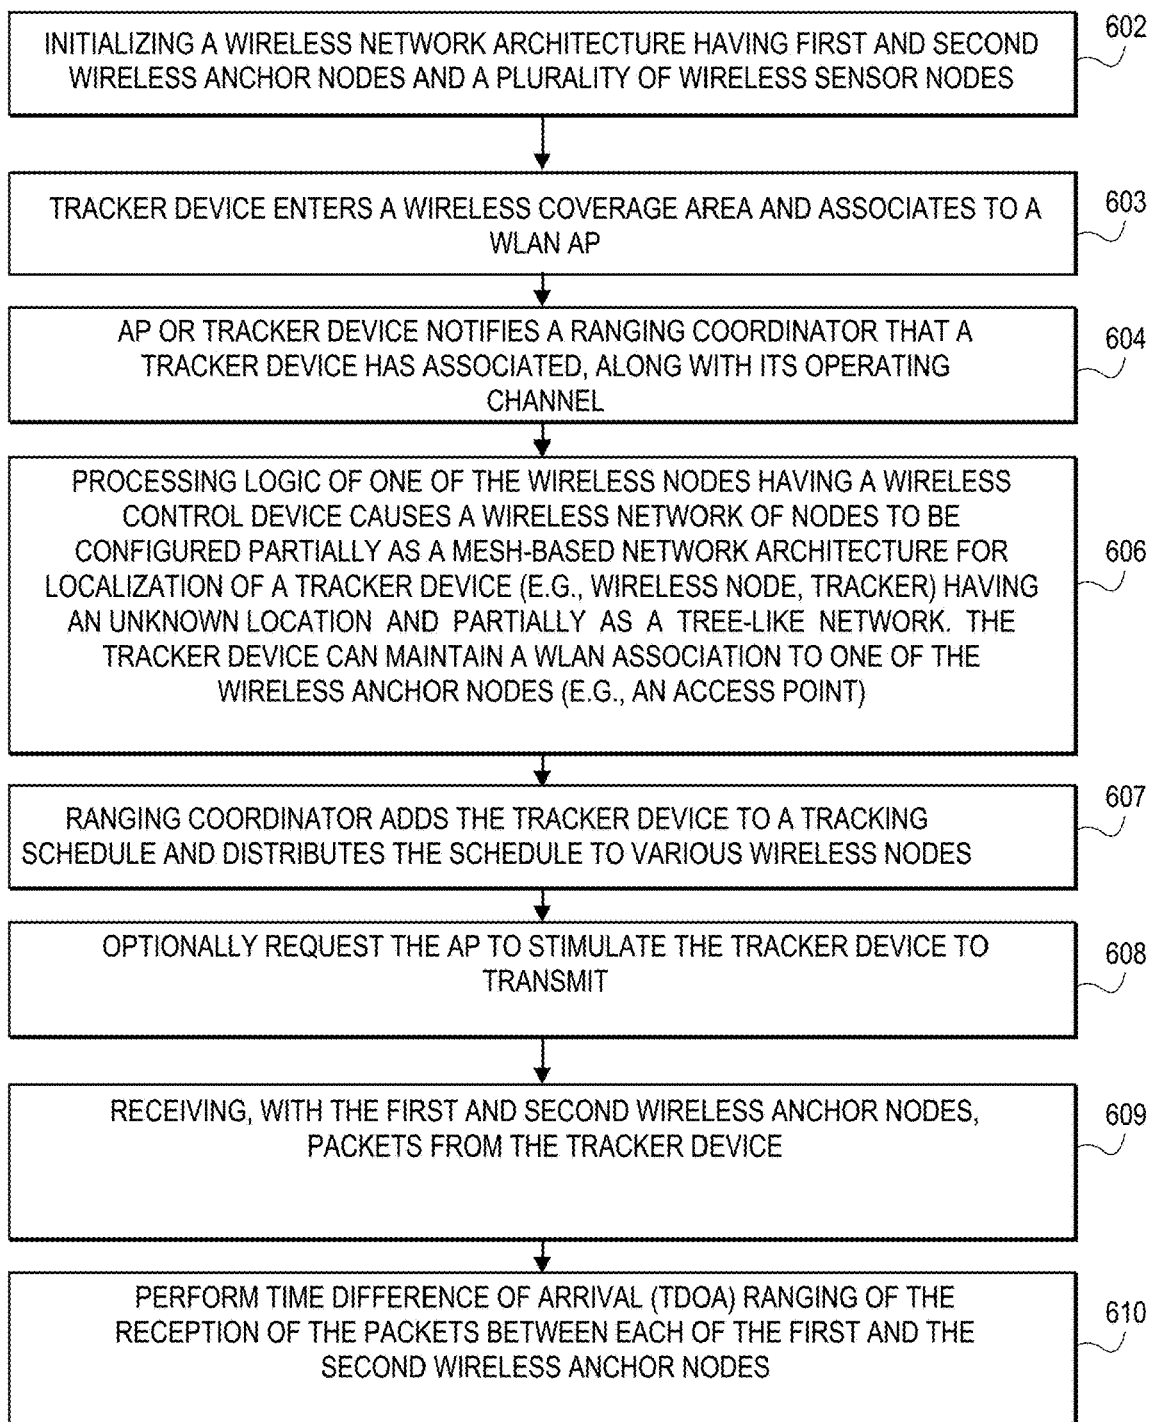 INITIALIZING A WIRELESS NETWORK ARCHITECTURE HAVING FIRST AND SECOND
WIRELESS ANCHOR NODES AND A PLURALITY OF WIRELESS SENSOR NODES
602
TRACKER DEVICE ENTERS A WIRELESS COVERAGE AREA AND ASSOCIATES TO A
WLAN AP
603
AP OR TRACKER DEVICE NOTIFIES A RANGING COORDINATOR THAT A
TRACKER DEVICE HAS ASSOCIATED, ALONG WITH ITS OPERATING
CHANNEL
604
PROCESSING LOGIC OF ONE OF THE WIRELESS NODES HAVING A WIRELESS
CONTROL DEVICE CAUSES A WIRELESS NETWORK OF NODES TO BE
CONFIGURED PARTIALLY AS A MESH-BASED NETWORK ARCHITECTURE FOR
LOCALIZATION OF A TRACKER DEVICE (E.G., WIRELESS NODE, TRACKER) HAVING
AN UNKNOWN LOCATION AND PARTIALLY AS A TREE-LIKE NETWORK. THE
TRACKER DEVICE CAN MAINTAIN A WLAN ASSOCIATION TO ONE OF THE
WIRELESS ANCHOR NODES (E.G., AN ACCESS POINT)
606
RANGING COORDINATOR ADDS THE TRACKER DEVICE TO A TRACKING
SCHEDULE AND DISTRIBUTES THE SCHEDULE TO VARIOUS WIRELESS NODES
607
OPTIONALLY REQUEST THE AP TO STIMULATE THE TRACKER DEVICE TO
TRANSMIT
608
RECEIVING, WITH THE FIRST AND SECOND WIRELESS ANCHOR NODES,
PACKETS FROM THE TRACKER DEVICE
609
PERFORM TIME DIFFERENCE OF ARRIVAL (TDOA) RANGING OF THE
RECEPTION OF THE PACKETS BETWEEN EACH OF THE FIRST AND THE
SECOND WIRELESS ANCHOR NODES
610